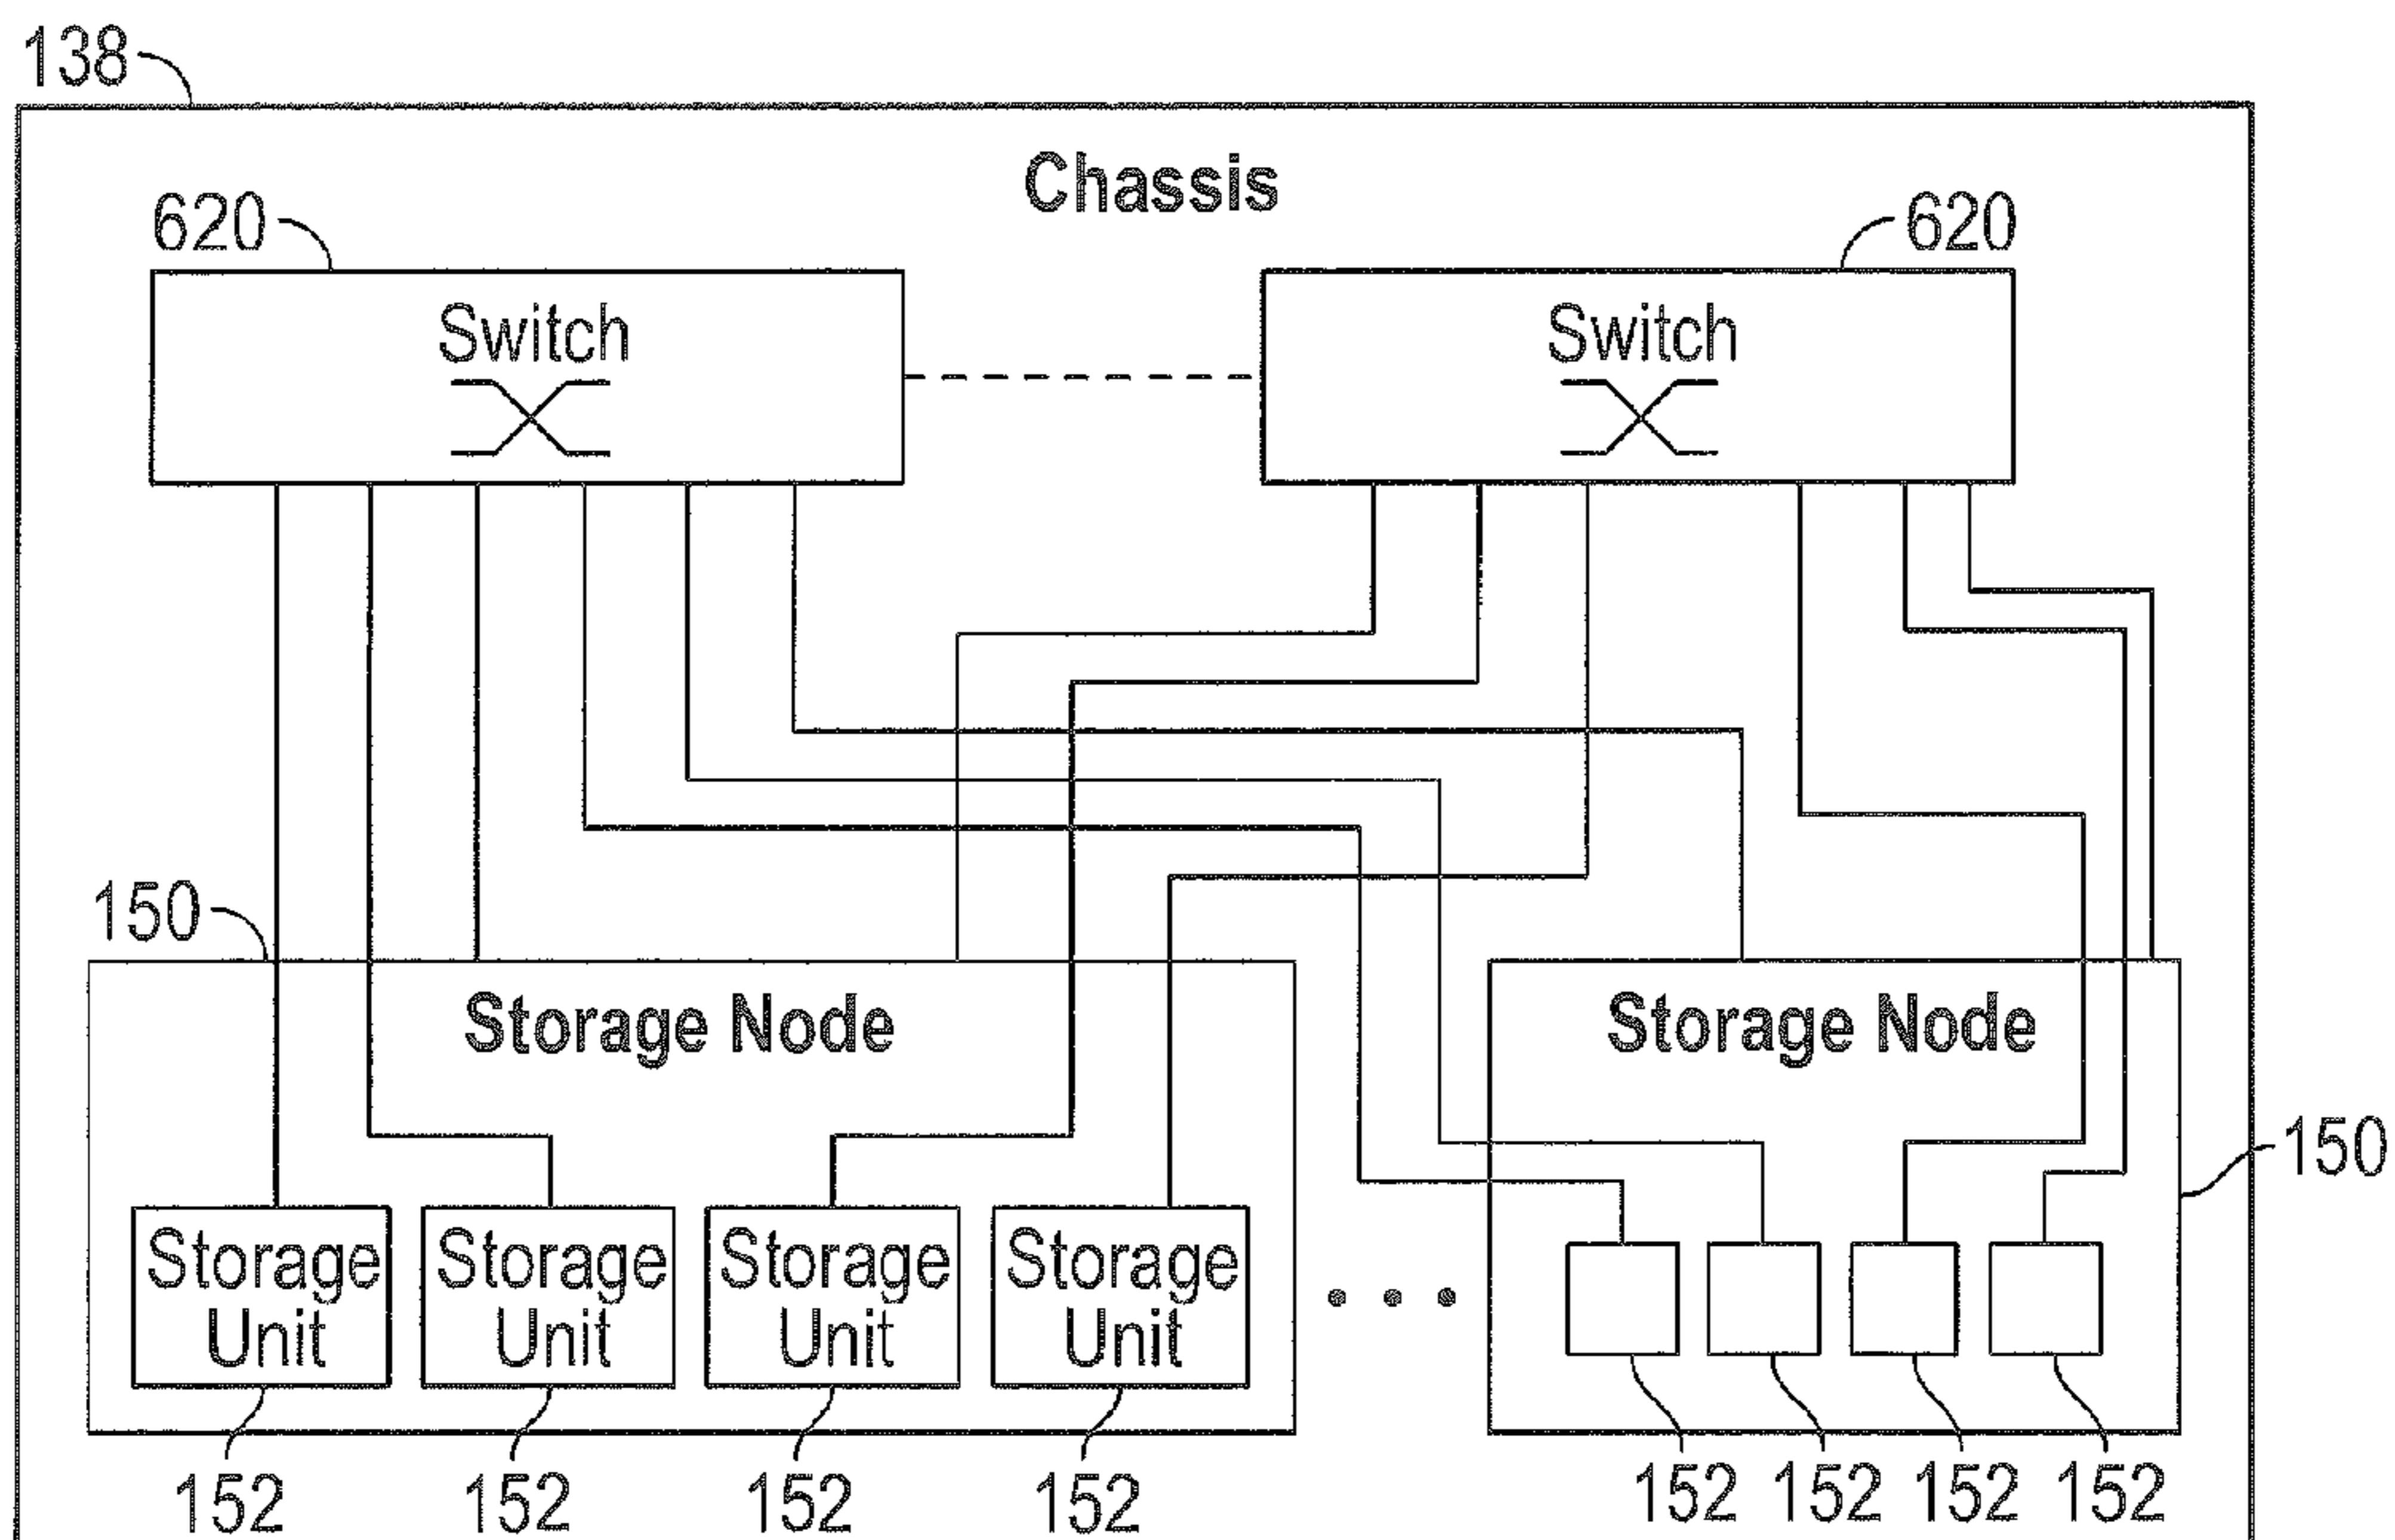 138
Chassis
620
620
Switch
Switch
150
Storage Node
Storage Node
150
Storage
Unit
Storage
Unit
Storage
Unit
Storage
Unit
152
152
152
152
152
152
152
152